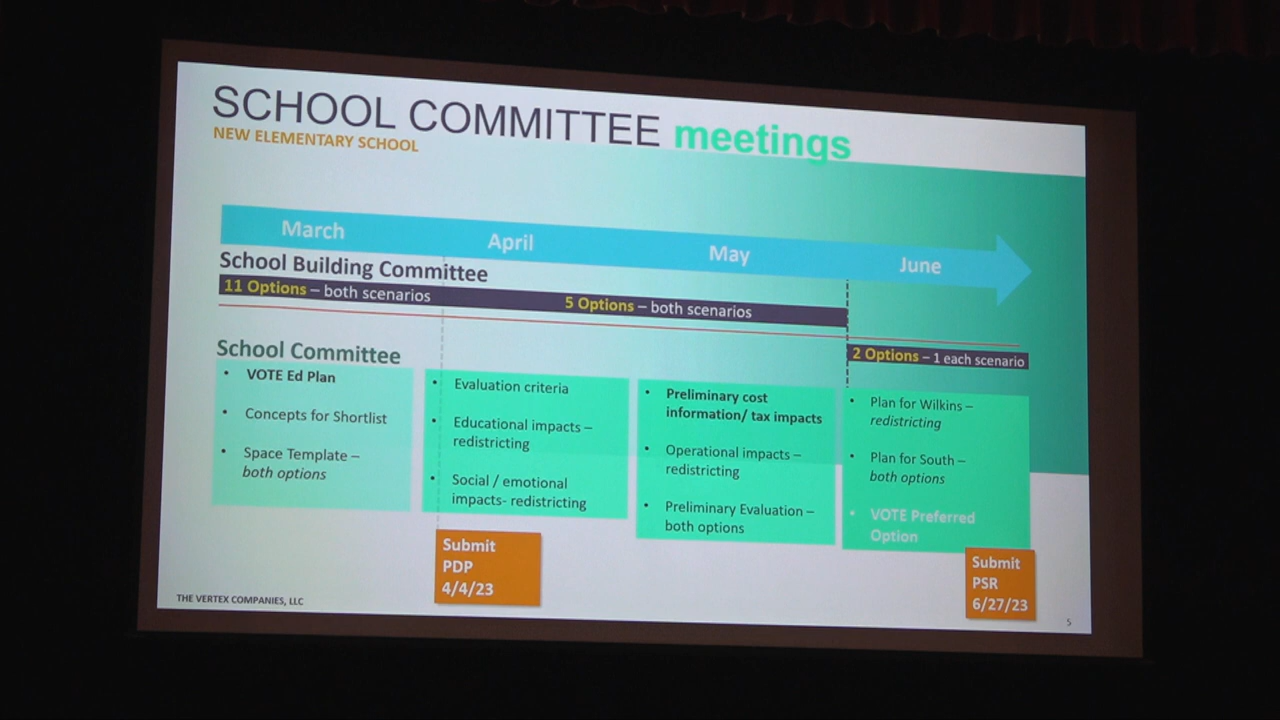 SCHOOL COMMITTEE meetings
NEW ELEMENTARY SCHOOL
March April May June
School Building Committee
11 Options – both scenarios 5 Options – both scenarios
2 Options – 1 each scenario
School Committee
• VOTE Ed Plan
• Concepts for Shortlist
• Space Template –
both options
• Evaluation criteria
• Educational impacts –
redistricting
• Social / emotional
impacts- redistricting
• Preliminary cost
information/ tax impacts
• Operational impacts –
redistricting
• Preliminary Evaluation –
both options
• Plan for Wilkins –
redistricting
• Plan for South –
both options
• VOTE Preferred
Option
Submit
PDP
4/4/23
Submit
PSR
6/27/23
THE VERTEX COMPANIES, LLC
5